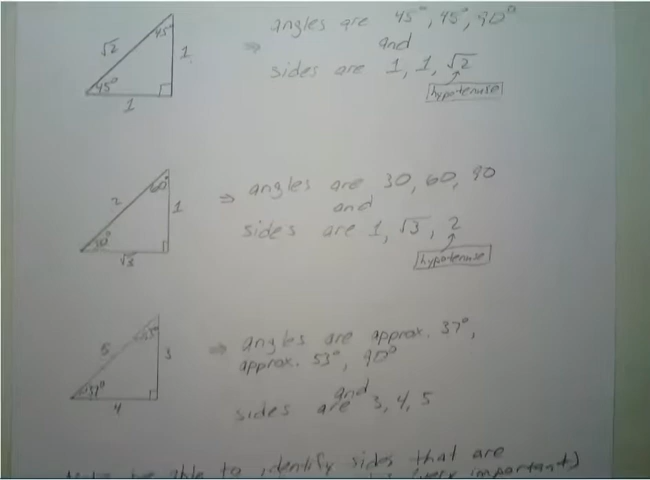 45°
√2
1
45°
1
⇒ angles are 45°, 45°, 90°
and
sides are 1, 1, √2
hypotenuse
60°
2
1
30°
√3
⇒ angles are 30, 60, 90
and
sides are 1, √3, 2
hypotenuse
53°
5
3
37°
4
⇒ angles are approx. 37°,
approx. 53°, 90°
and
sides are 3, 4, 5
be able to identify sides that are
(very important)